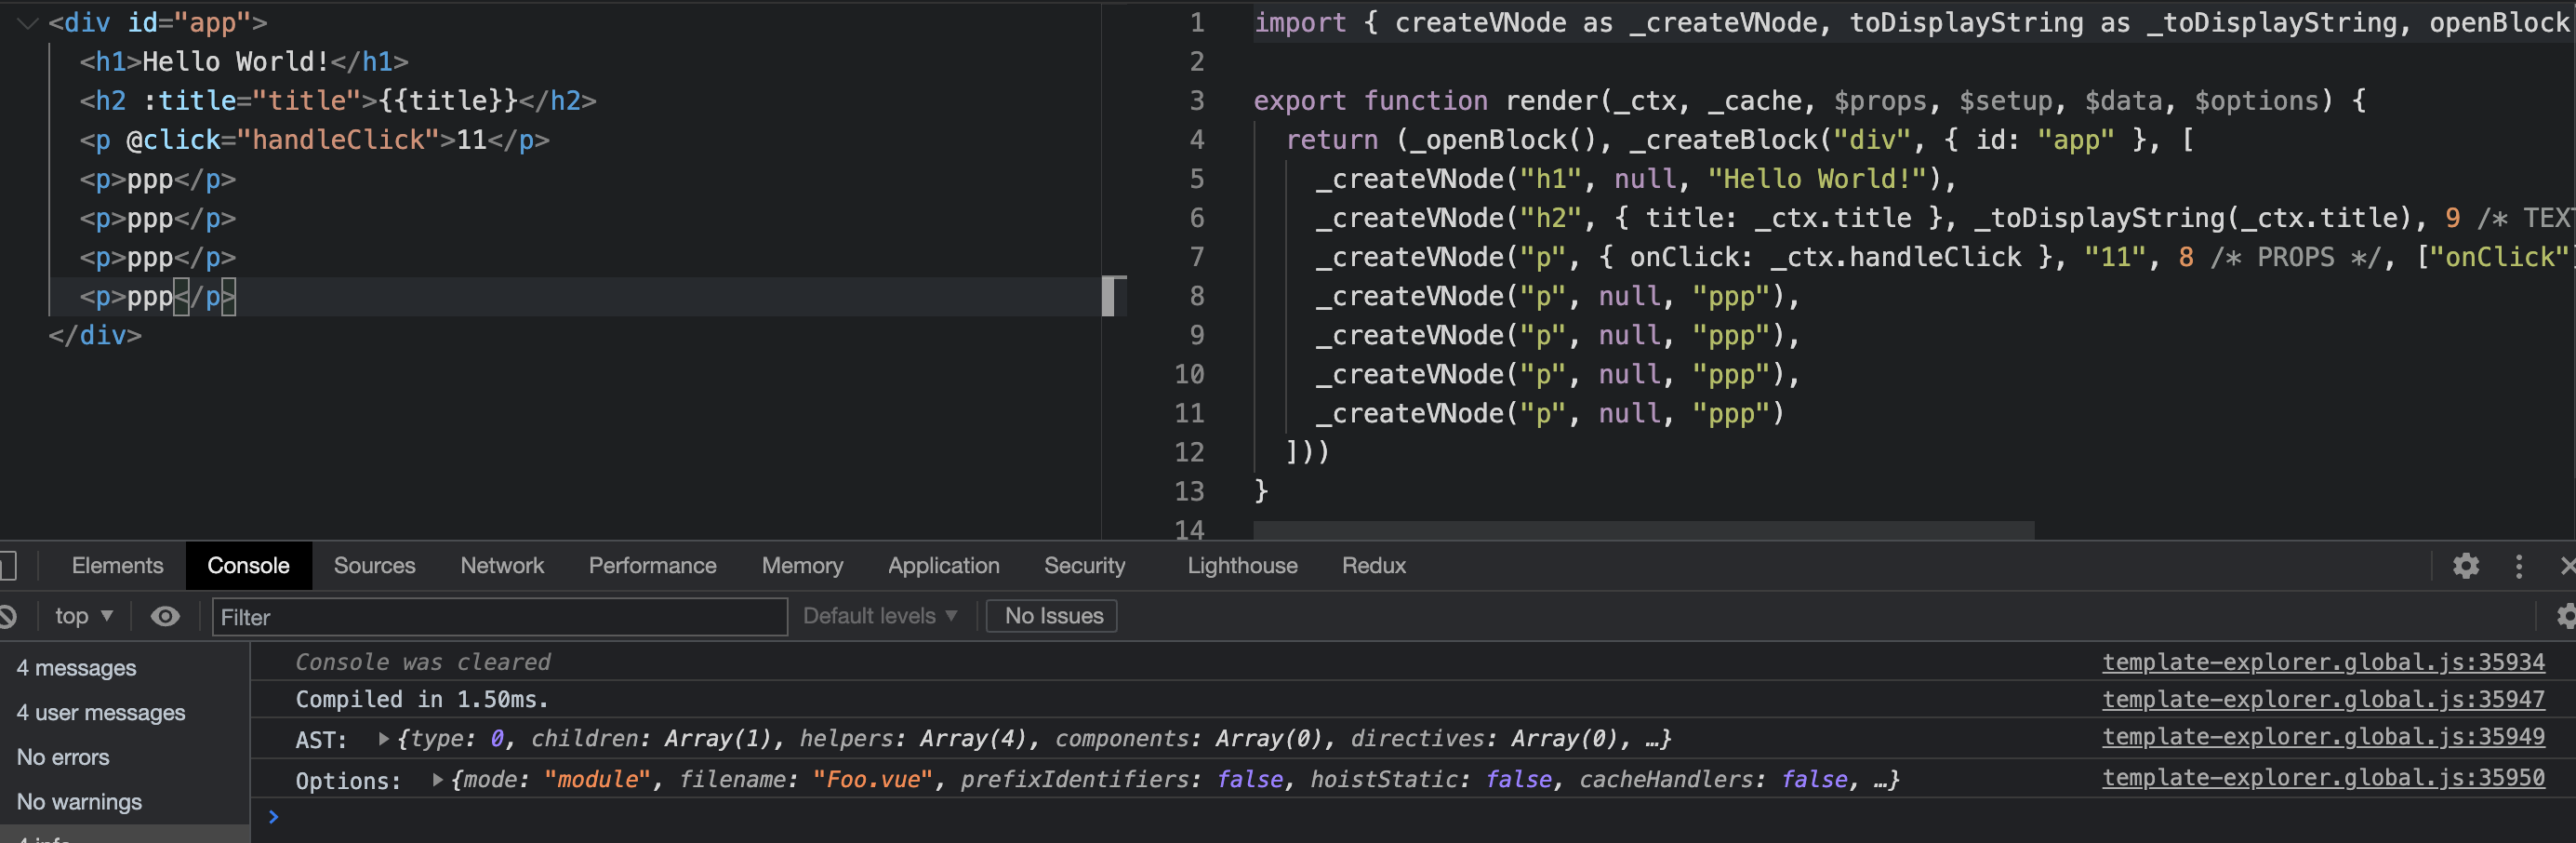 <div id="app">
<h1>Hello World!</h1>
<h2 :title="title">{{title}}</h2>
<p @click="handleClick">11</p>
<p>ppp</p>
<p>ppp</p>
<p>ppp</p>
<p>ppp</p>
</div>
1 import { createVNode as _createVNode, toDisplayString as _toDisplayString, openBlock
2
3 export function render(_ctx, _cache, $props, $setup, $data, $options) {
4 return (_openBlock(), _createBlock("div", { id: "app" }, [
5 _createVNode("h1", null, "Hello World!"),
6 _createVNode("h2", { title: _ctx.title }, _toDisplayString(_ctx.title), 9 /* TEXT
7 _createVNode("p", { onClick: _ctx.handleClick }, "11", 8 /* PROPS */, ["onClick"]
8 _createVNode("p", null, "ppp"),
9 _createVNode("p", null, "ppp"),
10 _createVNode("p", null, "ppp"),
11 _createVNode("p", null, "ppp")
12 ]))
13 }
14
Elements Console Sources Network Performance Memory Application Security Lighthouse Redux
top Filter Default levels No Issues
4 messages
4 user messages
No errors
No warnings
4 info
Console was cleared template-explorer.global.js:35934
Compiled in 1.50ms. template-explorer.global.js:35947
AST: {type: 0, children: Array(1), helpers: Array(4), components: Array(0), directives: Array(0), …} template-explorer.global.js:35949
Options: {mode: "module", filename: "Foo.vue", prefixIdentifiers: false, hoistStatic: false, cacheHandlers: false, …} template-explorer.global.js:35950